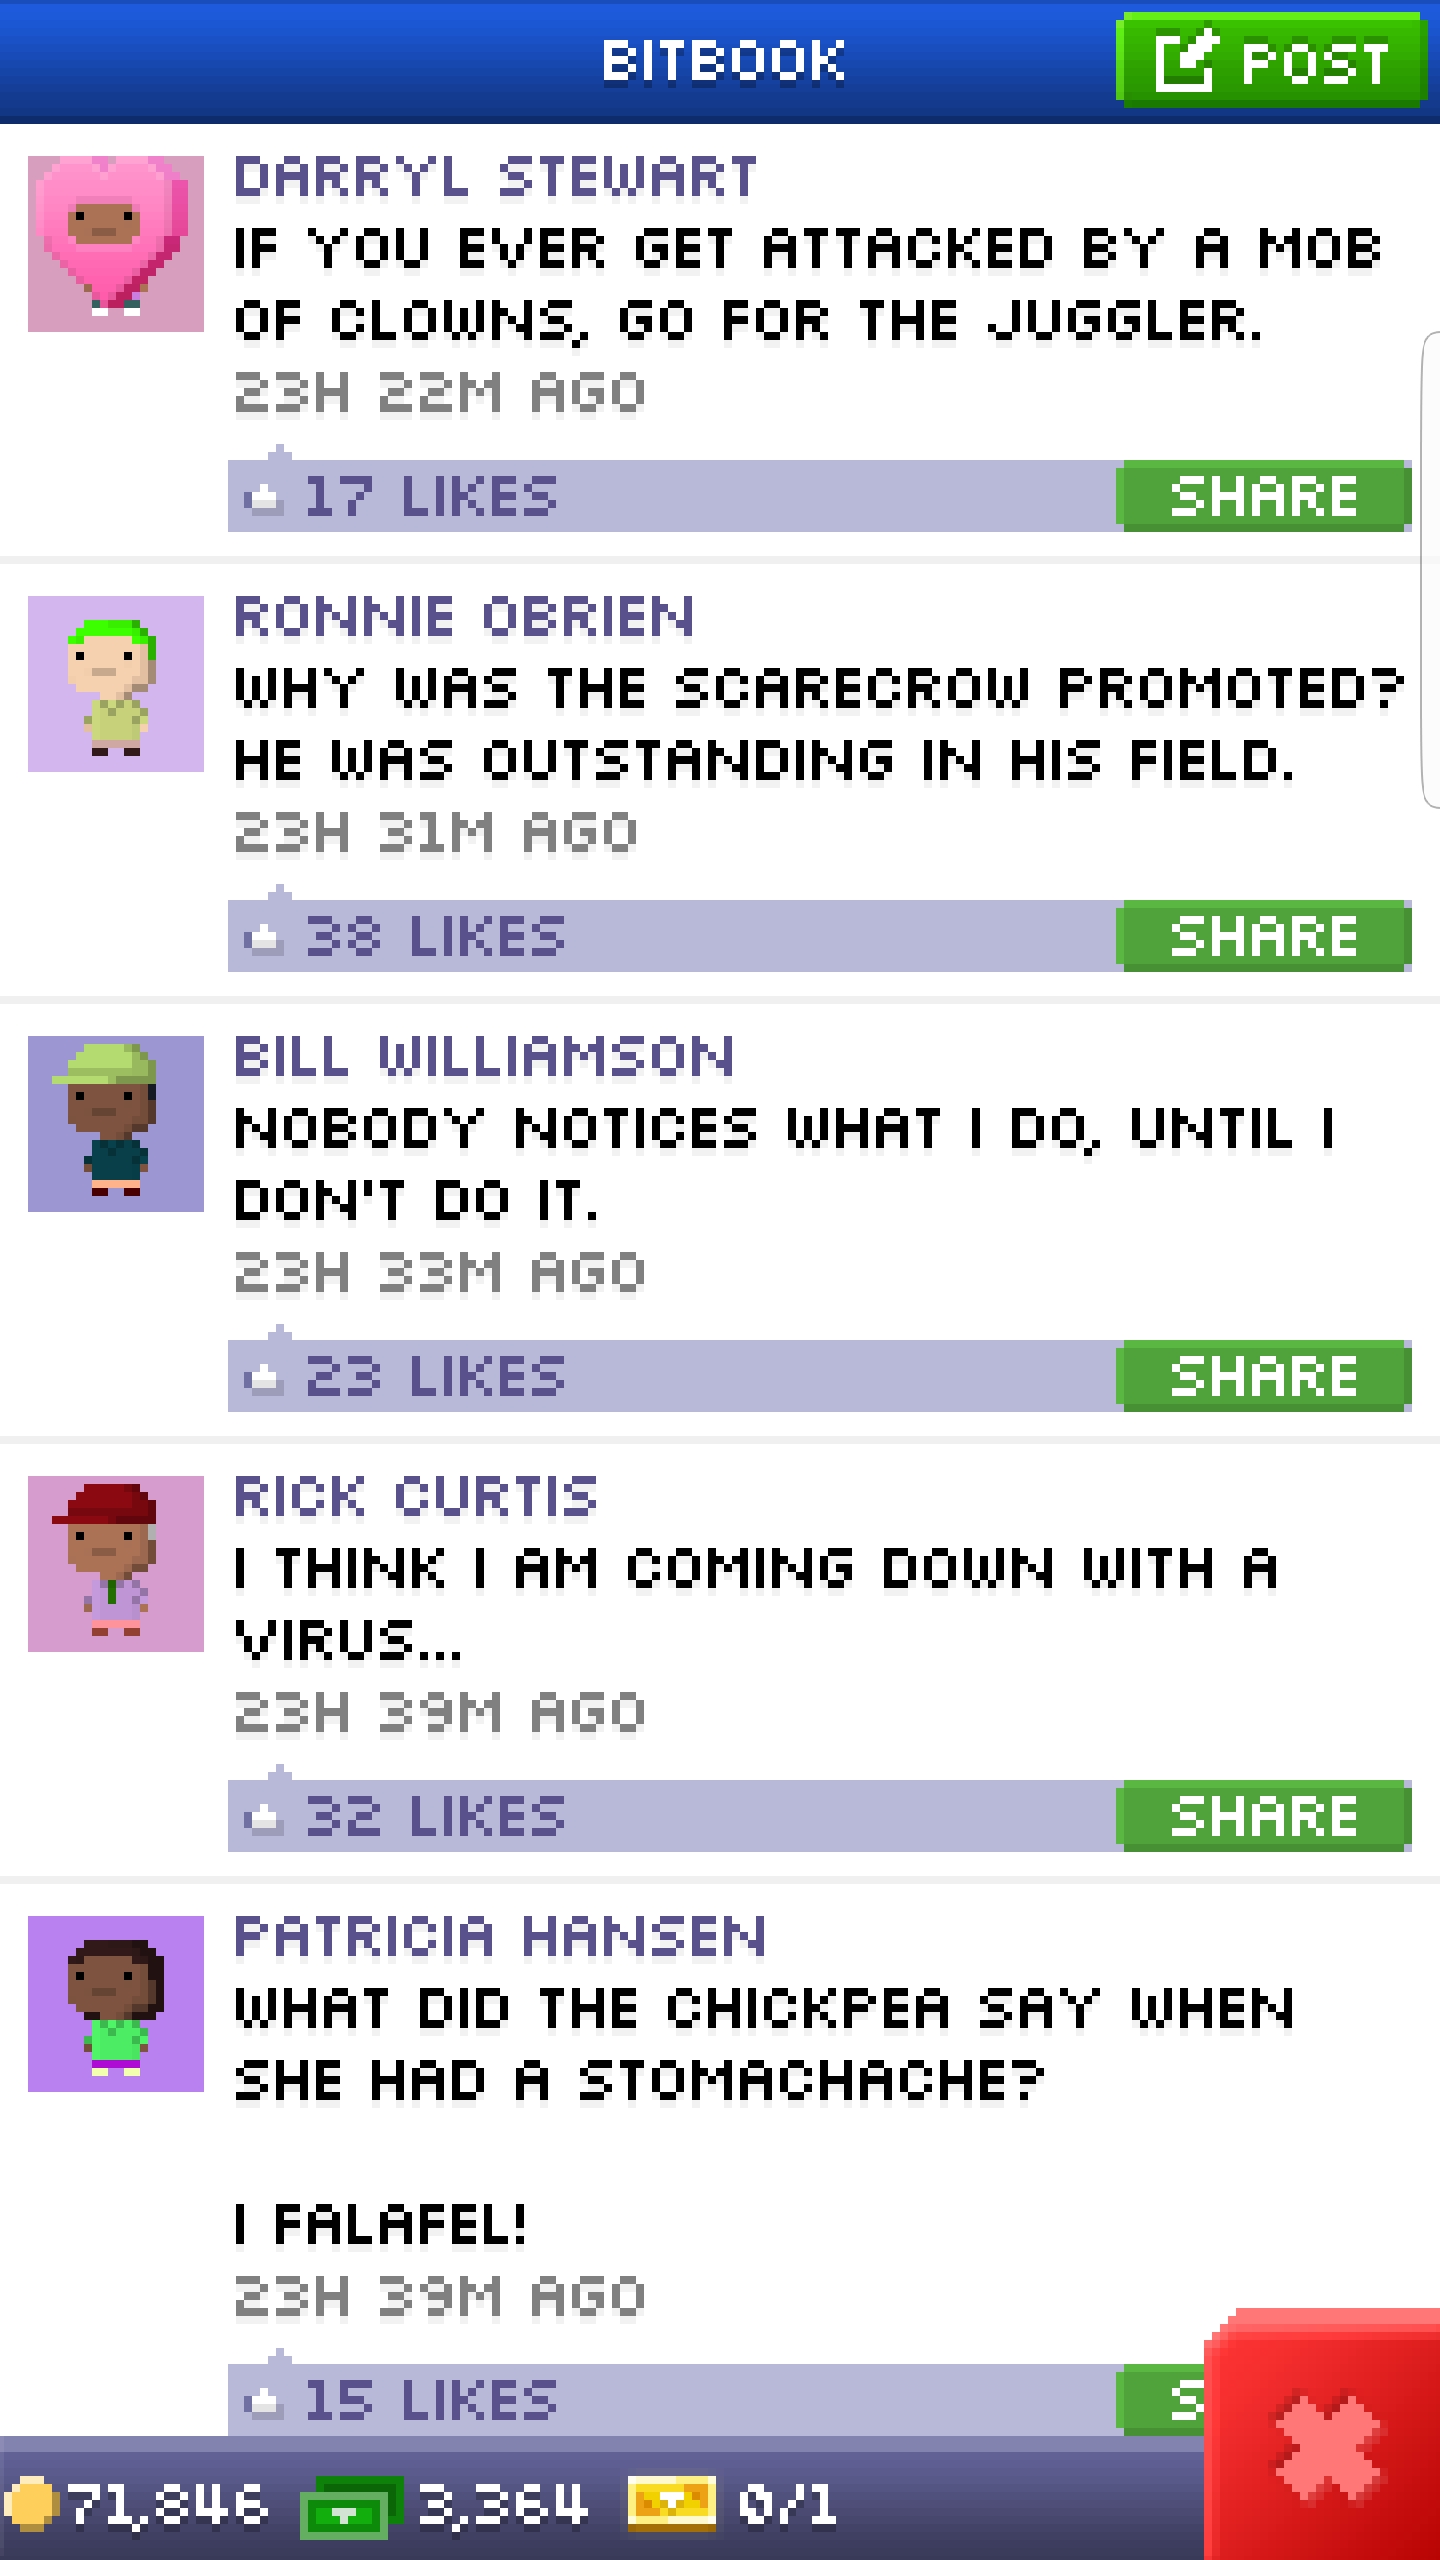 BITBOOK
POST
DARRYL STEWART
IF YOU EVER GET ATTACKED BY A MOB
OF CLOWNS, GO FOR THE JUGGLER.
23H 22M AGO
17 LIKES
SHARE
RONNIE OBRIEN
WHY WAS THE SCARECROW PROMOTED?
HE WAS OUTSTANDING IN HIS FIELD.
23H 31M AGO
38 LIKES
SHARE
BILL WILLIAMSON
NOBODY NOTICES WHAT I DO, UNTIL I
DON'T DO IT.
23H 33M AGO
23 LIKES
SHARE
RICK CURTIS
I THINK I AM COMING DOWN WITH A
VIRUS...
23H 39M AGO
32 LIKES
SHARE
PATRICIA HANSEN
WHAT DID THE CHICKPEA SAY WHEN
SHE HAD A STOMACHACHE?
I FALAFEL!
23H 39M AGO
15 LIKES
S
71,846
3,364
0/1